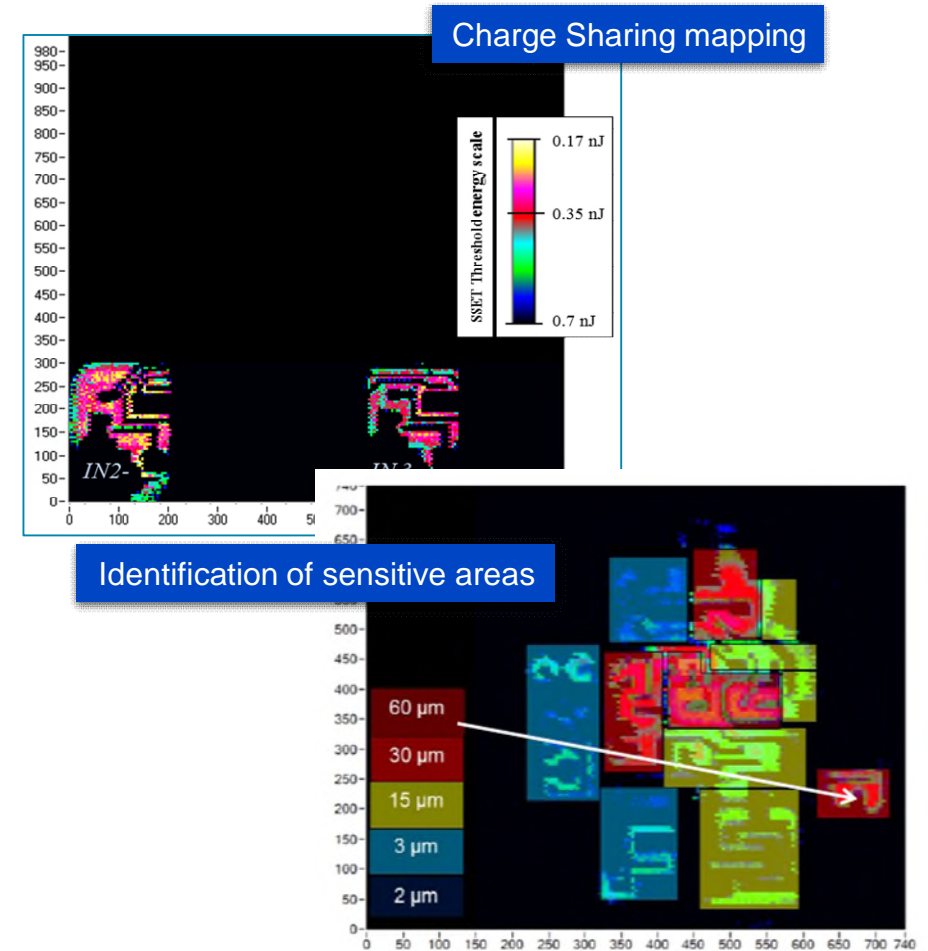 Charge Sharing mapping
980-
950-
900-
850-
800-
750-
700-
650-
600-
550-
500-
450-
400-
350-
300-
250-
200-
150-
100-
50-
0-
SSET Threshold energy scale
0.17 nJ
0.35 nJ
0.7 nJ
IN2-
0 100 200 300 400
Identification of sensitive areas
700-
650-
500-
450-
400-
350-
300-
250-
200-
150-
100-
50-
0-
60 µm
30 µm
15 µm
3 µm
2 µm
0 50 100 150 200 250 300 350 400 450 500 550 600 650 700 740